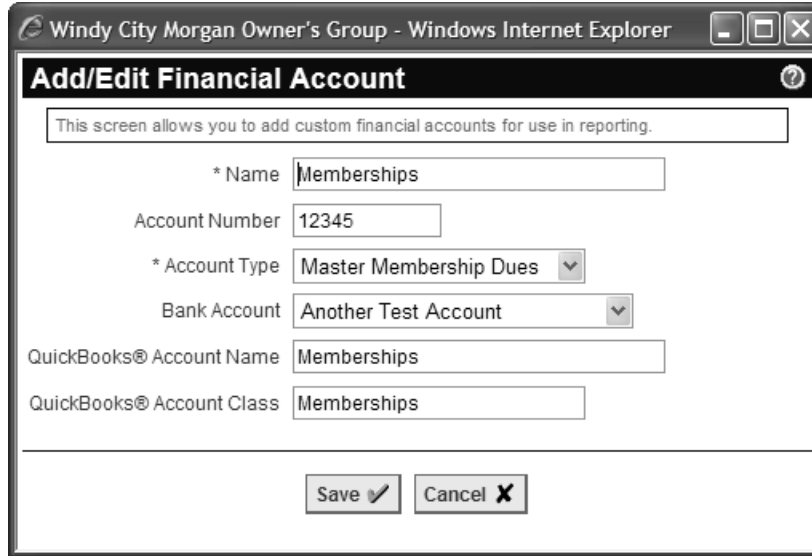 Windy City Morgan Owner's Group - Windows Internet Explorer
Add/Edit Financial Account
This screen allows you to add custom financial accounts for use in reporting.
* Name Memberships
Account Number 12345
* Account Type Master Membership Dues
Bank Account Another Test Account
QuickBooks® Account Name Memberships
QuickBooks® Account Class Memberships
Save Cancel